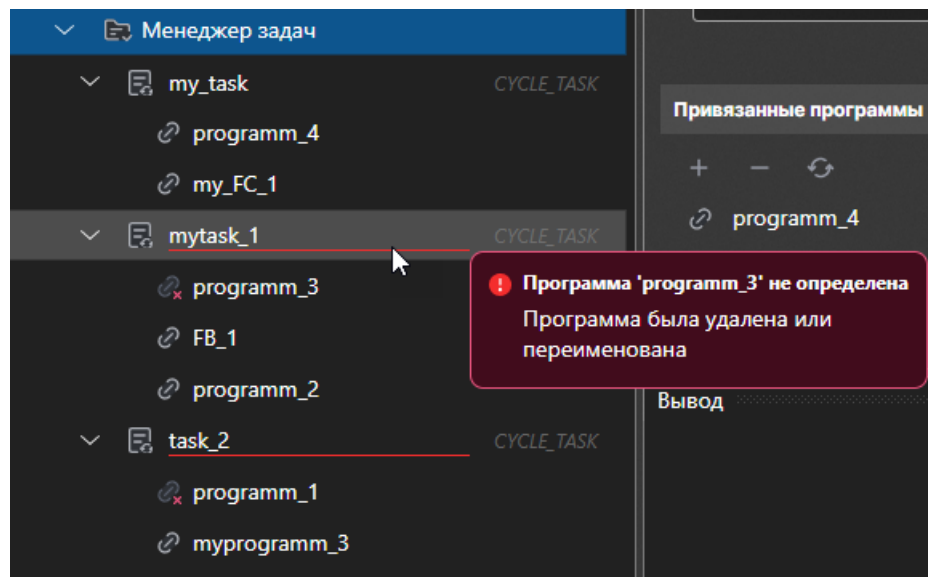 Менеджер задач
my_task CYCLE_TASK
programm_4
my_FC_1
mytask_1 CYCLE_TASK
programm_3
FB_1
programm_2
task_2 CYCLE_TASK
programm_1
myprogramm_3
Привязанные программы
programm_4
Программа 'programm_3' не определена
Программа была удалена или
переименована
Вывод